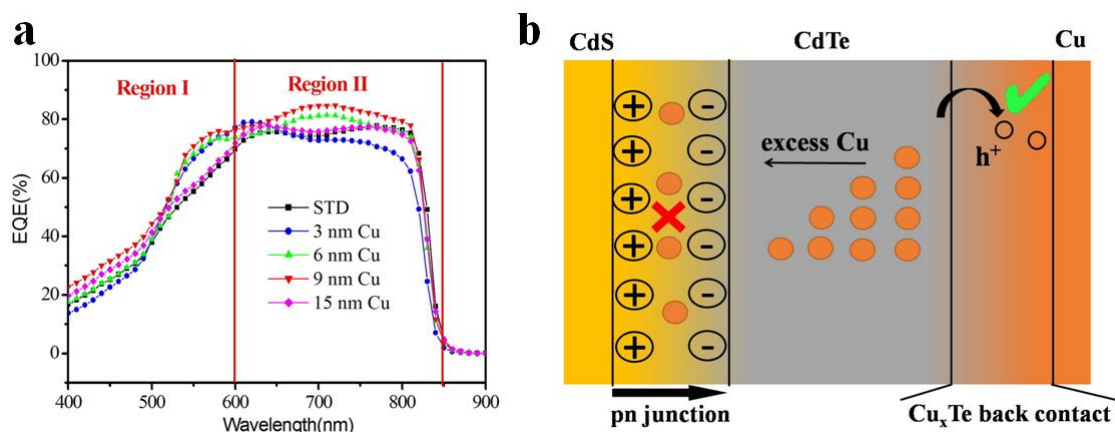 a
100
80
60
40
20
0
EQE(%)
Region I
Region II
STD
3 nm Cu
6 nm Cu
9 nm Cu
15 nm Cu
400
500
600
700
800
900
Wavelength(nm)
b
CdS
CdTe
Cu
+ -
+ -
+ -
+ -
+ -
+ -
excess Cu
h⁺
pn junction
CuₓTe back contact